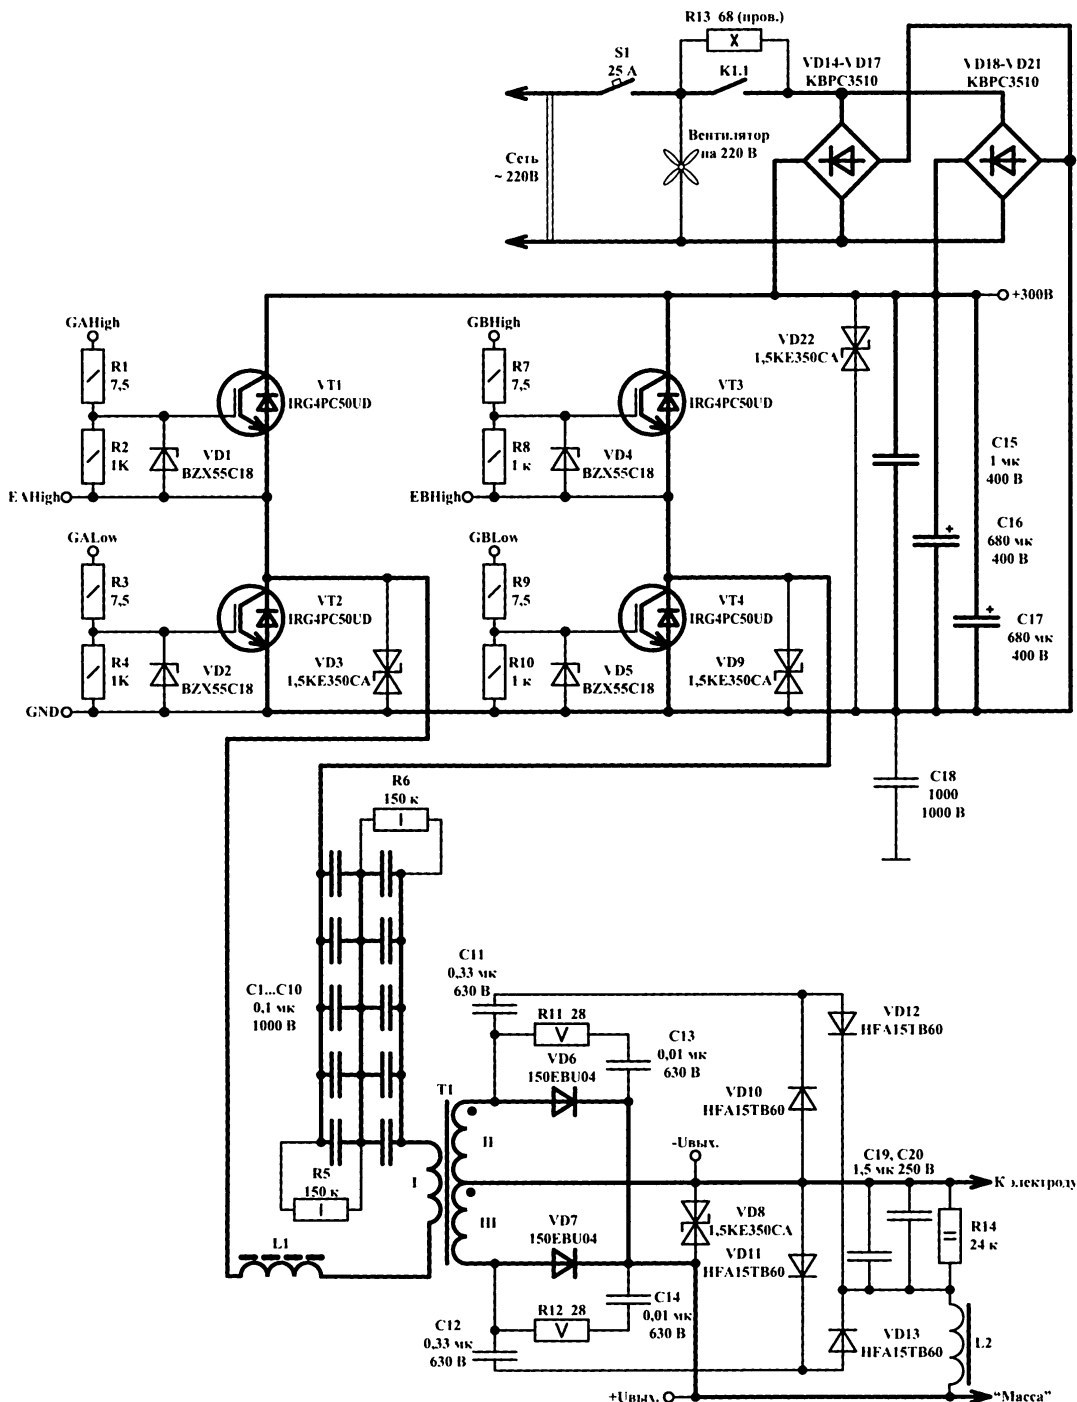 R13 68 (пров.)
S1
25 А
K1.1
VD14-VD17
KBPC3510
VD18-VD21
KBPC3510
Сеть
~ 220В
Вентилятор
на 220 В
+300В
GAHigh
R1
7,5
VT1
IRG4PC50UD
R2
1К
VD1
BZX55C18
EAHigh
GBHigh
R7
7,5
VT3
IRG4PC50UD
R8
1 к
VD4
BZX55C18
EBHigh
VD22
1,5KE350CA
C15
1 мк
400 В
C16
680 мк
400 В
C17
680 мк
400 В
GALow
R3
7,5
VT2
IRG4PC50UD
R4
1К
VD2
BZX55C18
VD3
1,5KE350CA
GND
GBLow
R9
7,5
VT4
IRG4PC50UD
R10
1 к
VD5
BZX55C18
VD9
1,5KE350CA
C18
1000
1000 В
R6
150 к
C1...C10
0,1 мк
1000 В
R5
150 к
L1
T1
I
II
III
C11
0,33 мк
630 В
R11 28
VD6
150EBU04
C13
0,01 мк
630 В
VD12
HFA15TB60
VD10
HFA15TB60
-Uвых.
C19, C20
1,5 мк 250 В
К электроду
VD7
150EBU04
VD8
1,5KE350CA
VD11
HFA15TB60
R14
24 к
C12
0,33 мк
630 В
R12 28
C14
0,01 мк
630 В
VD13
HFA15TB60
L2
+Uвых.
"Масса"